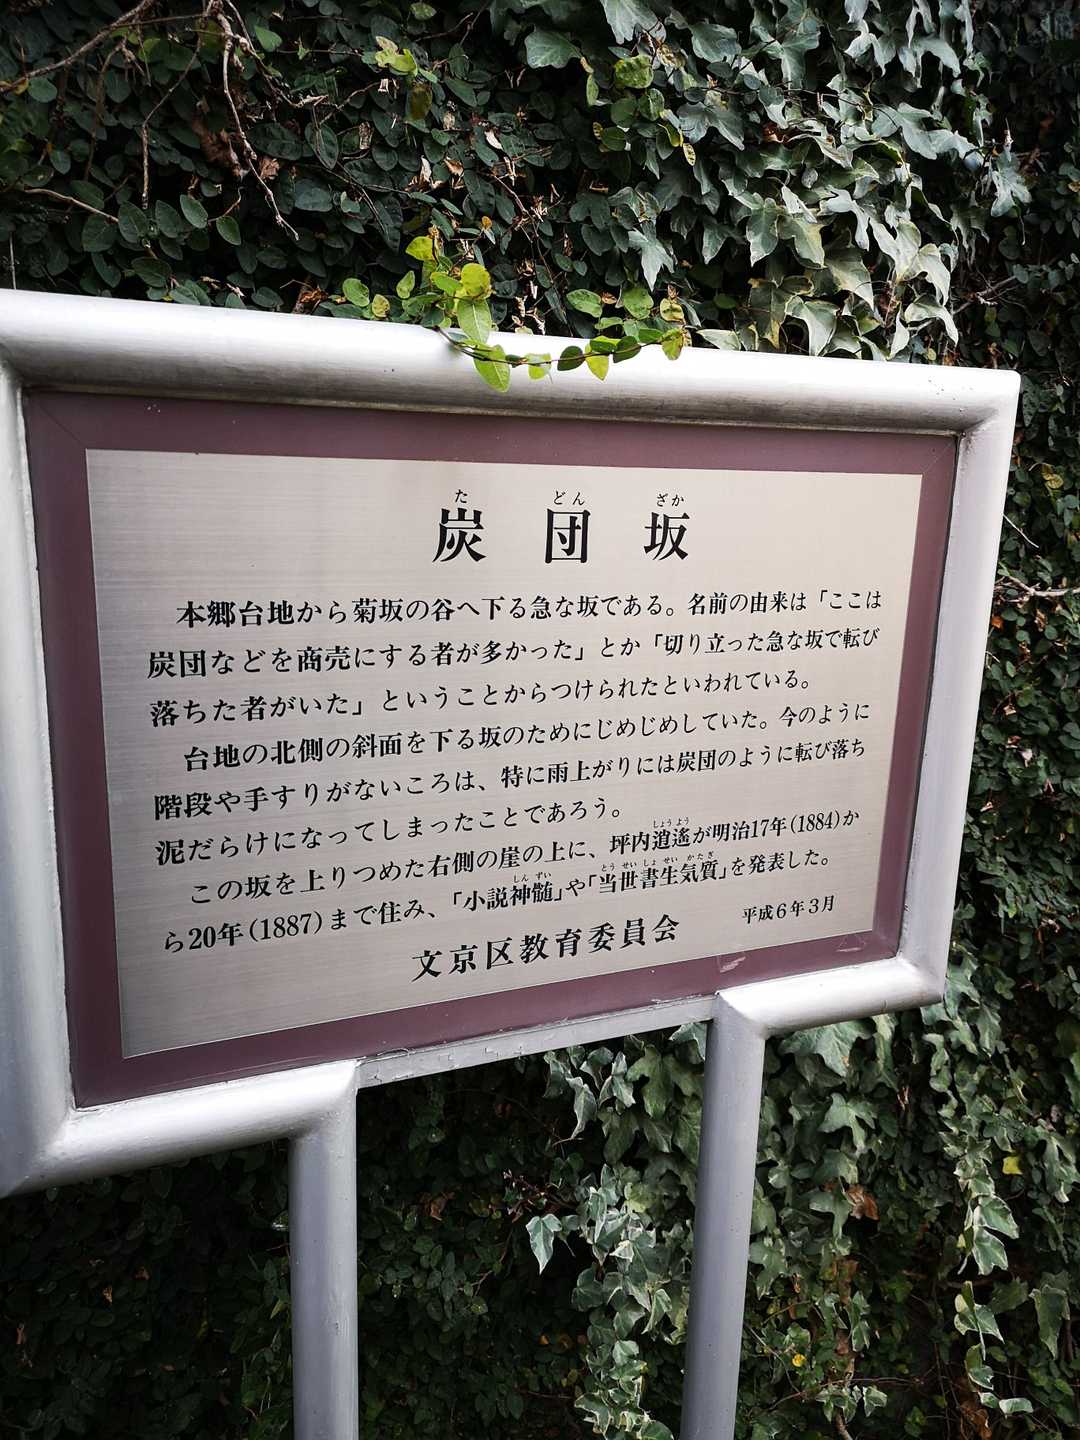 た どん ざか
炭団坂
本郷台地から菊坂の谷へ下る急な坂である。名前の由来は「ここは
炭団などを商売にする者が多かった」とか「切り立った急な坂で転び
落ちた者がいた」ということからつけられたといわれている。
台地の北側の斜面を下る坂のためにじめじめしていた。今のように
階段や手すりがないころは、特に雨上がりには炭団のように転び落ち
泥だらけになってしまったことであろう。
しょうよう
この坂を上りつめた右側の崖の上に、坪内逍遙が明治17年(1884)か
しん ずい とう せい しょ せい かたぎ
ら20年(1887)まで住み、「小説神髄」や「当世書生気質」を発表した。
文京区教育委員会 平成6年3月